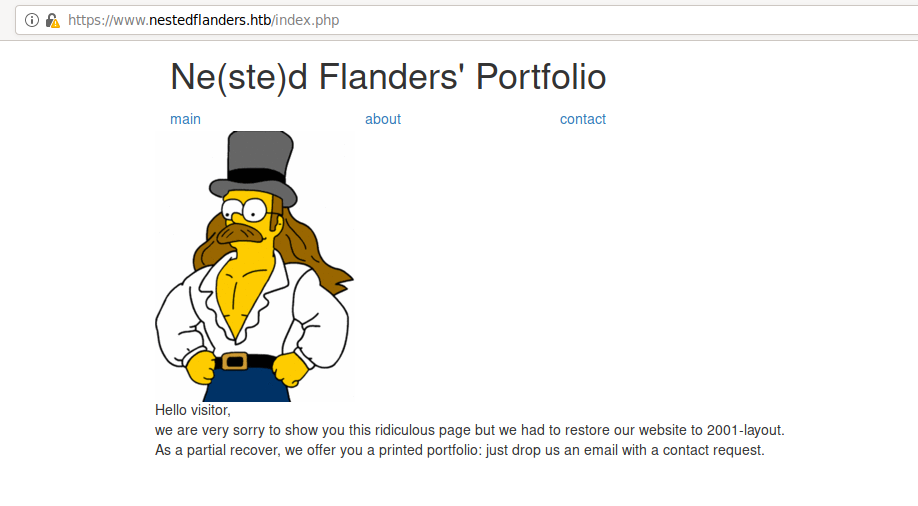 https://www.nestedflanders.htb/index.php
Ne(ste)d Flanders' Portfolio
main about contact
Hello visitor,
we are very sorry to show you this ridiculous page but we had to restore our website to 2001-layout.
As a partial recover, we offer you a printed portfolio: just drop us an email with a contact request.